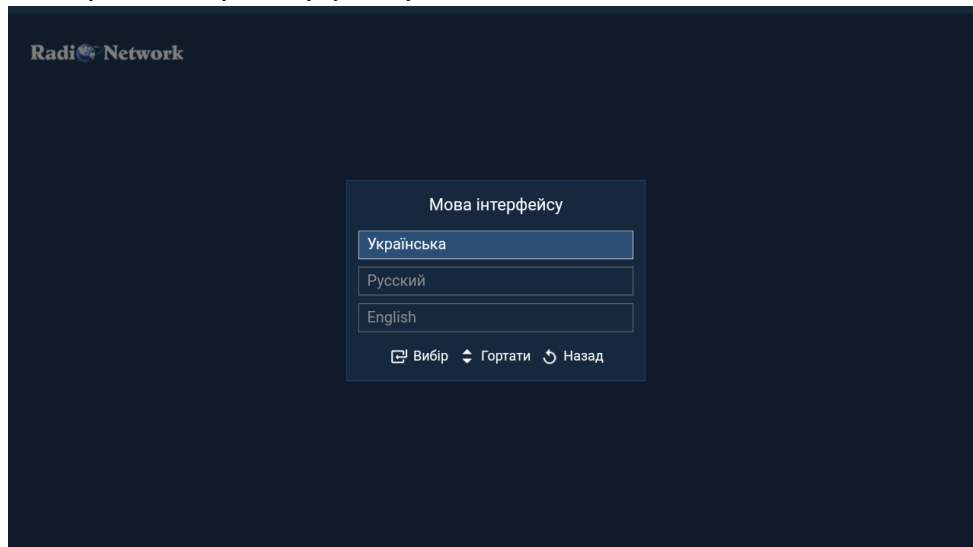 Radi Network
Мова інтерфейсу
Українська
Русский
English
Вибір Гортати Назад